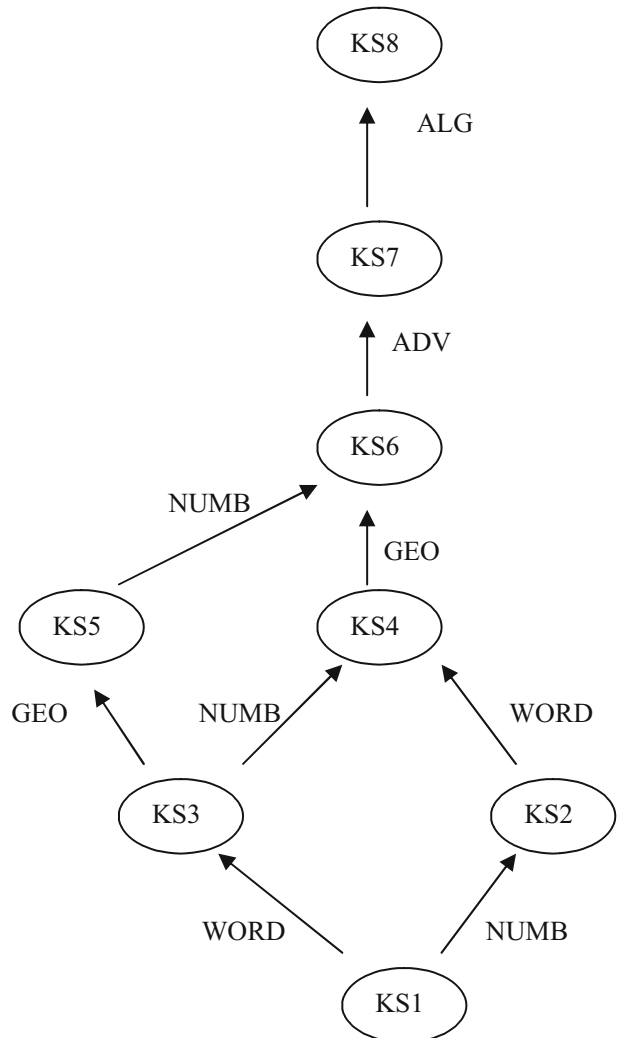 KS8
ALG
KS7
ADV
KS6
NUMB
GEO
KS5
KS4
GEO
NUMB
WORD
KS3
KS2
WORD
NUMB
KS1